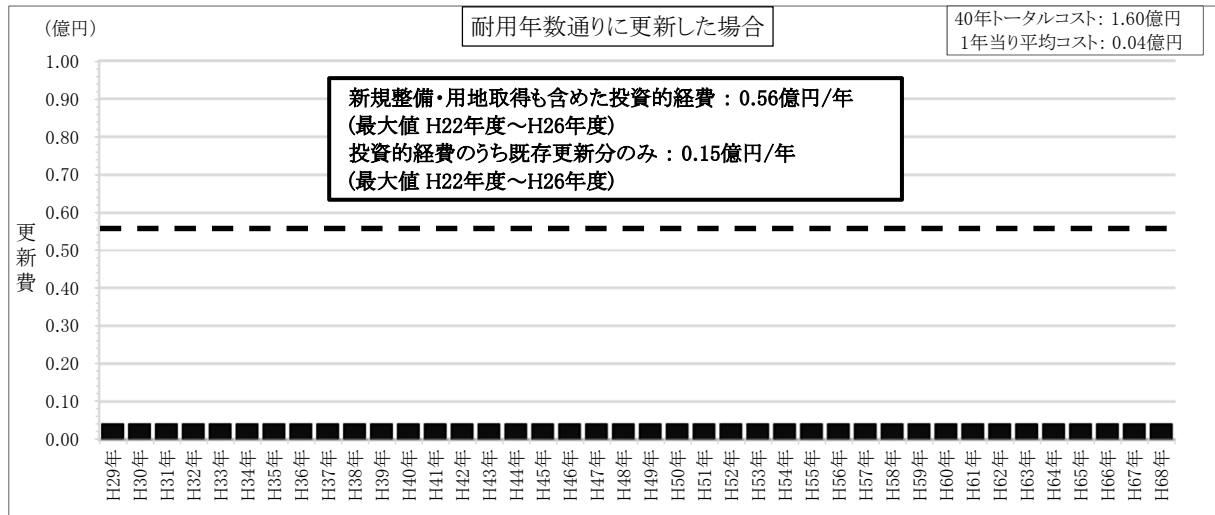 (億円)
耐用年数通りに更新した場合
40年トータルコスト： 1.60億円
1年当り平均コスト： 0.04億円
新規整備・用地取得も含めた投資的経費 ： 0.56億円/年
(最大値 H22年度～H26年度)
投資的経費のうち既存更新分のみ ： 0.15億円/年
(最大値 H22年度～H26年度)
更新費
1.00
0.90
0.80
0.70
0.60
0.50
0.40
0.30
0.20
0.10
0.00
H29年
H30年
H31年
H32年
H33年
H34年
H35年
H36年
H37年
H38年
H39年
H40年
H41年
H42年
H43年
H44年
H45年
H46年
H47年
H48年
H49年
H50年
H51年
H52年
H53年
H54年
H55年
H56年
H57年
H58年
H59年
H60年
H61年
H62年
H63年
H64年
H65年
H66年
H67年
H68年